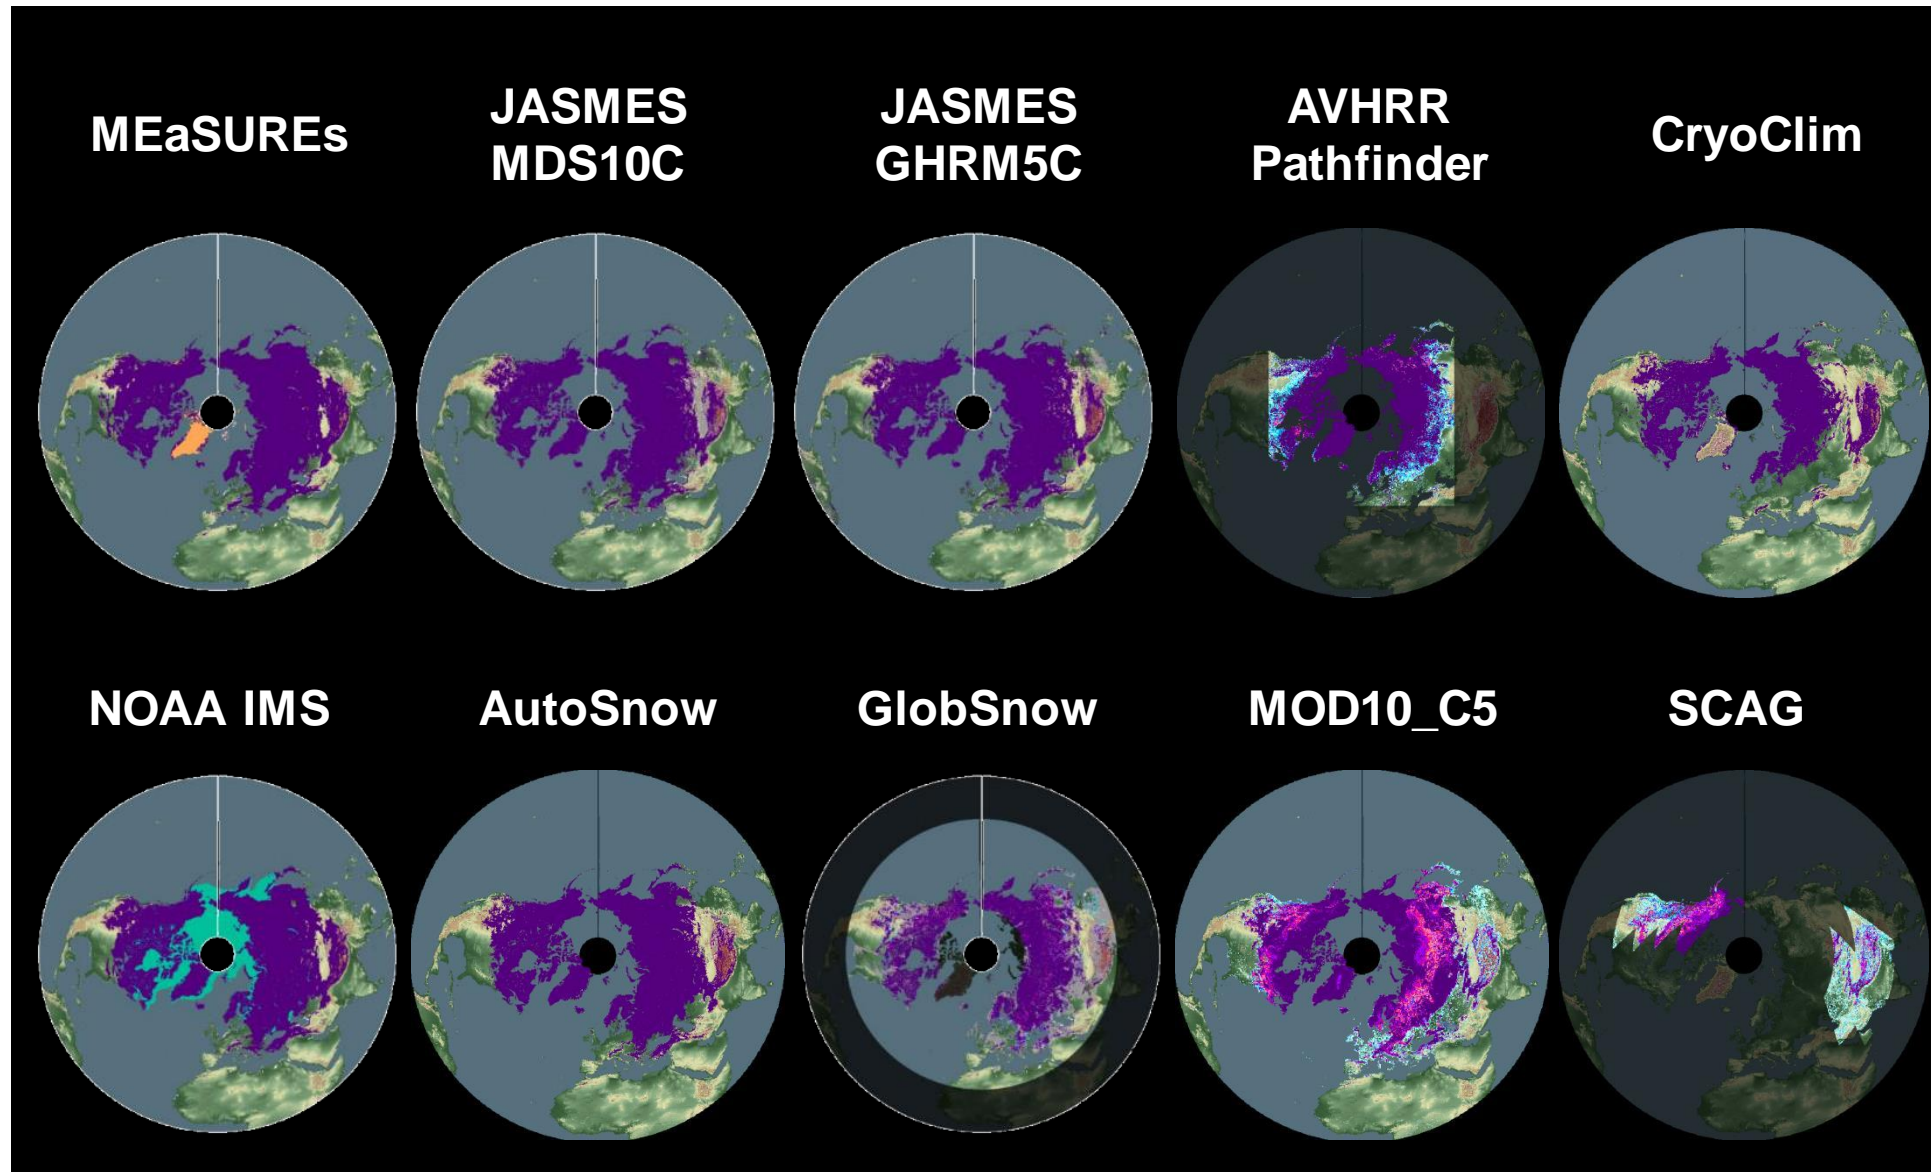 MEaSUREs
JASMES
MDS10C
JASMES
GHRM5C
AVHRR
Pathfinder
CryoClim
NOAA IMS
AutoSnow
GlobSnow
MOD10_C5
SCAG